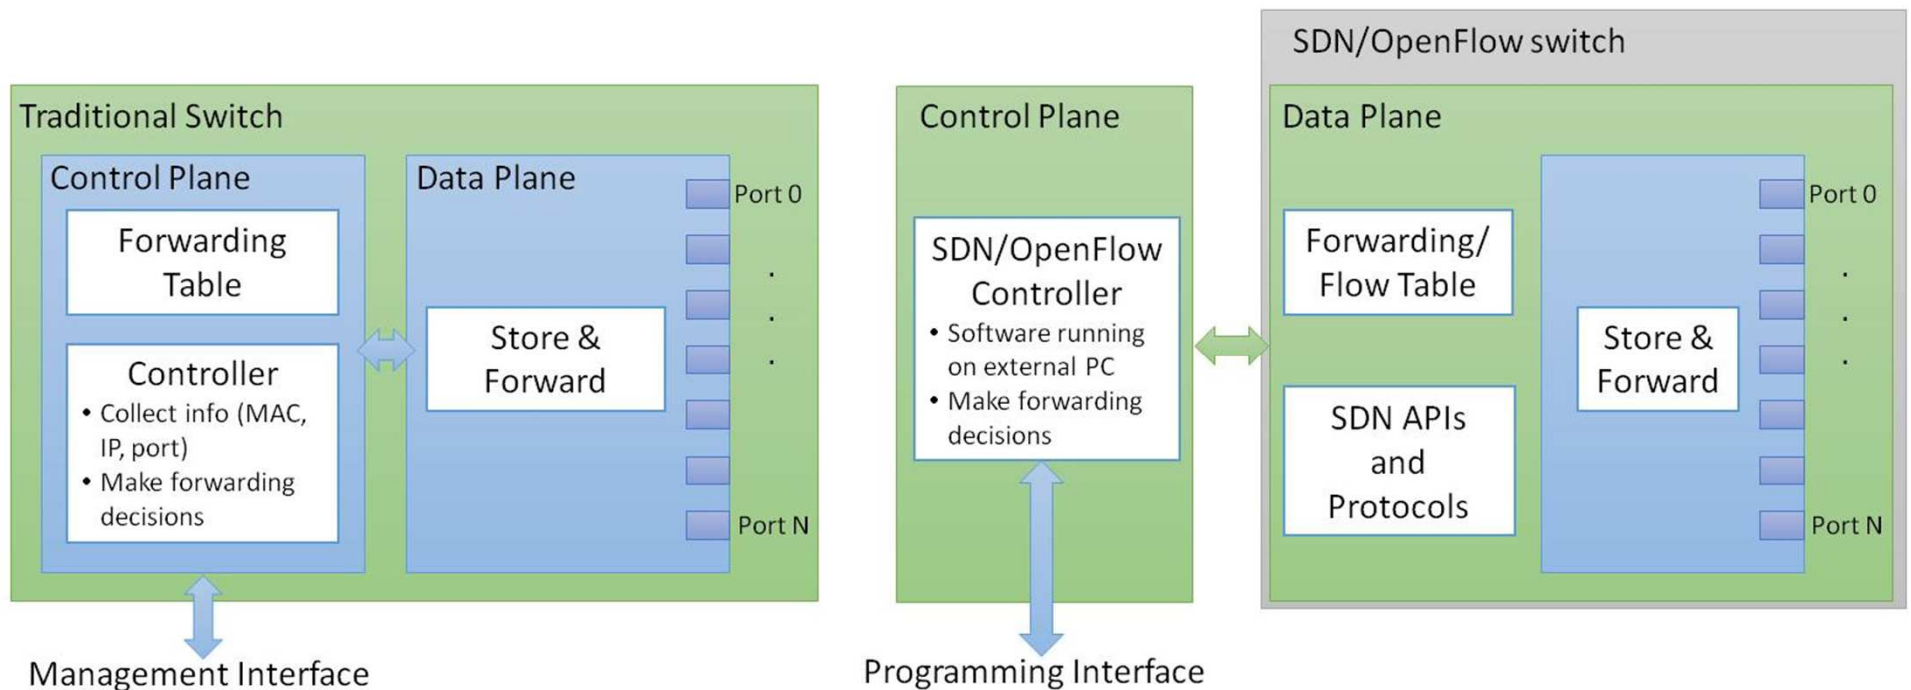 Traditional Switch
Control Plane
Forwarding
Table
Controller
• Collect info (MAC,
IP, port)
• Make forwarding
decisions
Data Plane
Store &
Forward
Port 0
.
.
.
Port N
Management Interface
Control Plane
SDN/OpenFlow
Controller
• Software running
on external PC
• Make forwarding
decisions
Programming Interface
SDN/OpenFlow switch
Data Plane
Forwarding/
Flow Table
SDN APIs
and
Protocols
Store &
Forward
Port 0
.
.
.
Port N